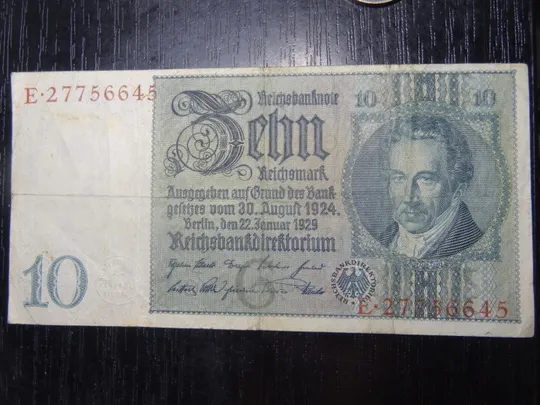 E·27756645
Reichsbanknote
10 10
Zehn
Reichsmark
Ausgegeben auf Grund des Bank-
gesetzes vom 30. August 1924.
Berlin, den 22. Januar 1929
Reichsbankdirektorium
10
REICHSBANKDIREKTORIUM
E·27756645